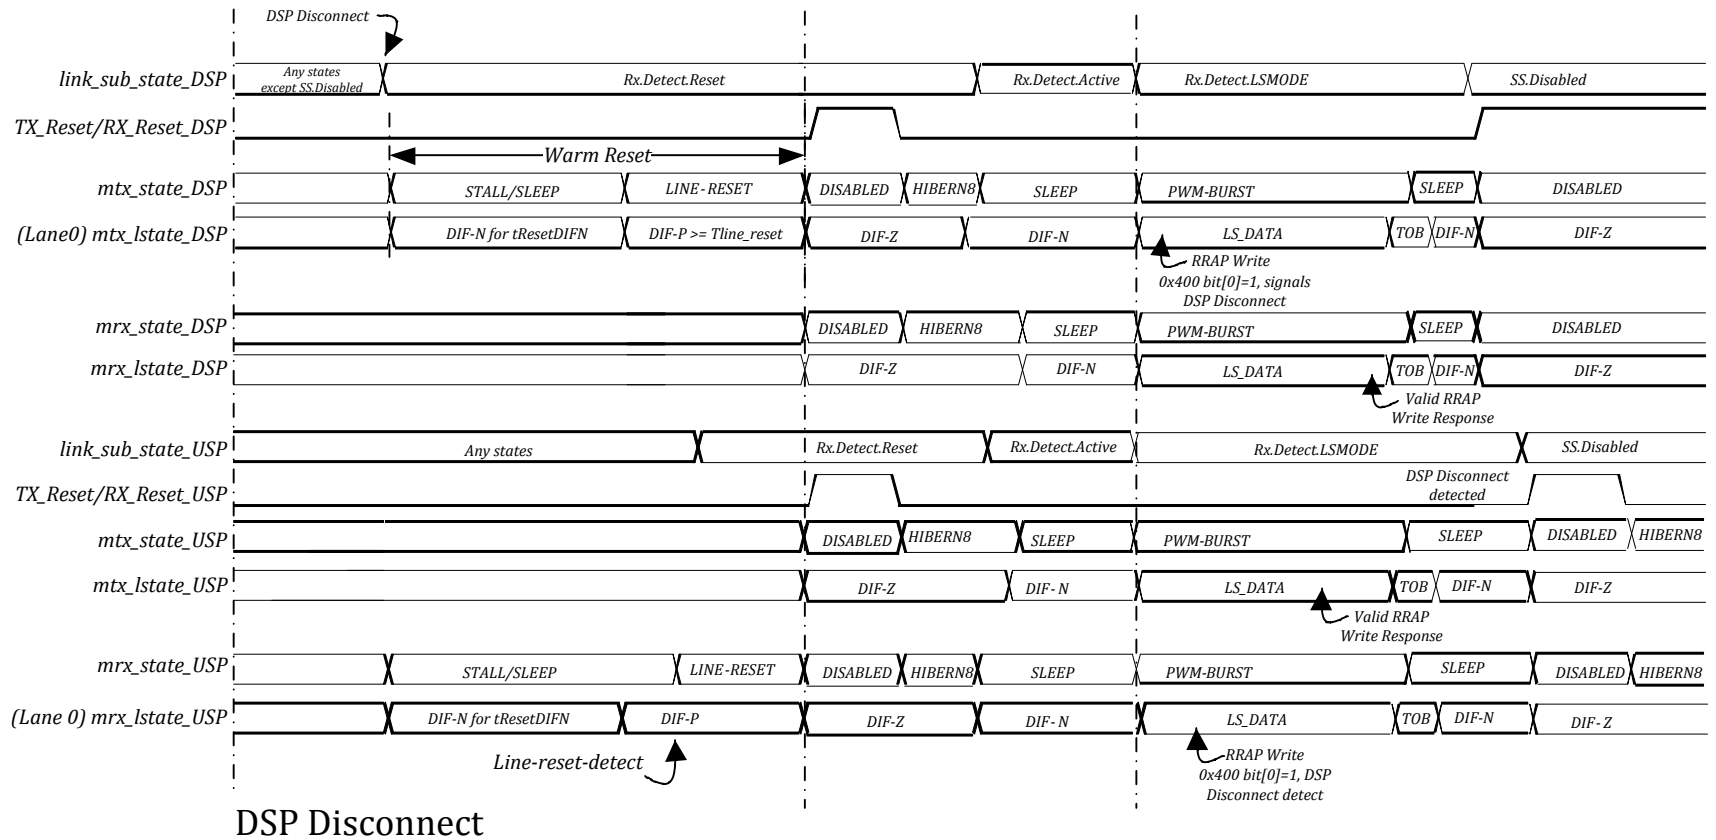 DSP Disconnect
link_sub_state_DSP
Any states
except SS.Disabled
Rx.Detect.Reset
Rx.Detect.Active
Rx.Detect.LSMODE
SS.Disabled
TX_Reset/RX_Reset_DSP
Warm Reset
mtx_state_DSP
STALL/SLEEP
LINE-RESET
DISABLED
HIBERN8
SLEEP
PWM-BURST
SLEEP
DISABLED
(Lane0) mtx_lstate_DSP
DIF-N for tResetDIFN
DIF-P >= Tline_reset
DIF-Z
DIF-N
LS_DATA
TOB
DIF-N
DIF-Z
RRAP Write
0x400 bit[0]=1, signals
DSP Disconnect
mrx_state_DSP
DISABLED
HIBERN8
SLEEP
PWM-BURST
SLEEP
DISABLED
mrx_lstate_DSP
DIF-Z
DIF-N
LS_DATA
TOB
DIF-N
DIF-Z
Valid RRAP
Write Response
link_sub_state_USP
Any states
Rx.Detect.Reset
Rx.Detect.Active
Rx.Detect.LSMODE
SS.Disabled
TX_Reset/RX_Reset_USP
DSP Disconnect
detected
mtx_state_USP
DISABLED
HIBERN8
SLEEP
PWM-BURST
SLEEP
DISABLED
HIBERN8
mtx_lstate_USP
DIF-Z
DIF- N
LS_DATA
TOB
DIF-N
DIF-Z
Valid RRAP
Write Response
mrx_state_USP
STALL/SLEEP
LINE-RESET
DISABLED
HIBERN8
SLEEP
PWM-BURST
SLEEP
DISABLED
HIBERN8
(Lane 0) mrx_lstate_USP
DIF-N for tResetDIFN
DIF-P
DIF-Z
DIF- N
LS_DATA
TOB
DIF-N
DIF- Z
Line-reset-detect
RRAP Write
0x400 bit[0]=1, DSP
Disconnect detect
DSP Disconnect